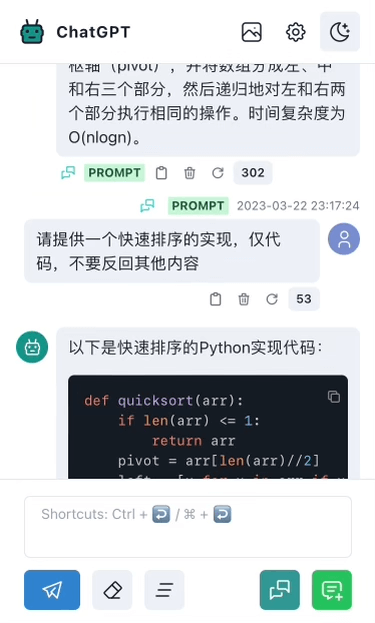 ChatGPT
枢轴（pivot），并将数组分成左、中
和右三个部分，然后递归地对左和右两
个部分执行相同的操作。时间复杂度为
O(nlogn)。
PROMPT 302
PROMPT 2023-03-22 23:17:24
请提供一个快速排序的实现，仅代
码，不要反回其他内容
53
以下是快速排序的Python实现代码：
def quicksort(arr):
if len(arr) <= 1:
return arr
pivot = arr[len(arr)//2]
Shortcuts: Ctrl + ↩ / ⌘ + ↩